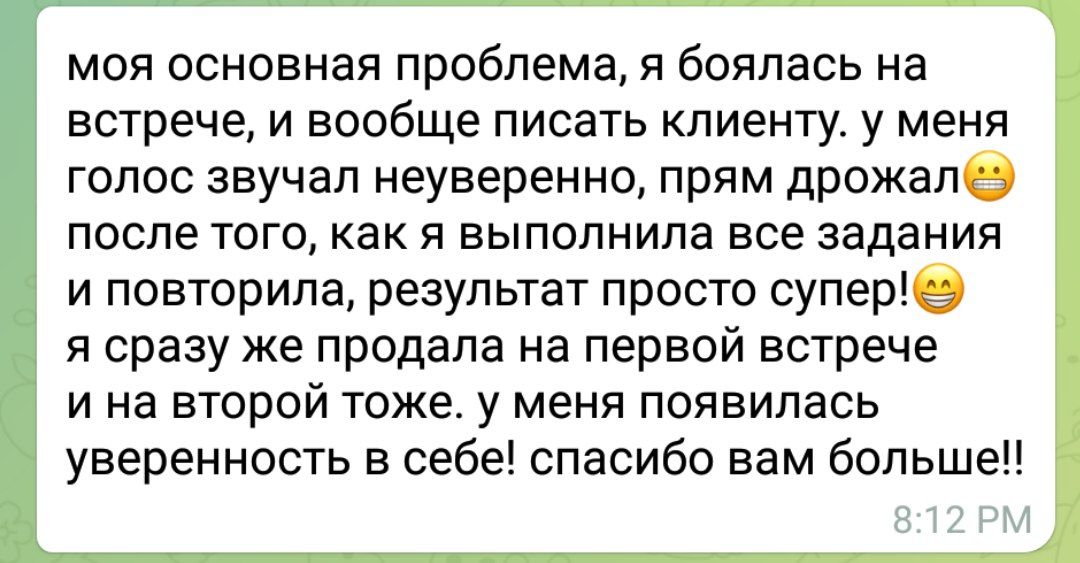 моя основная проблема, я боялась на
встрече, и вообще писать клиенту. у меня
голос звучал неуверенно, прям дрожал😬
после того, как я выполнила все задания
и повторила, результат просто супер!😁
я сразу же продала на первой встрече
и на второй тоже. у меня появилась
уверенность в себе! спасибо вам больше!!
8:12 PM